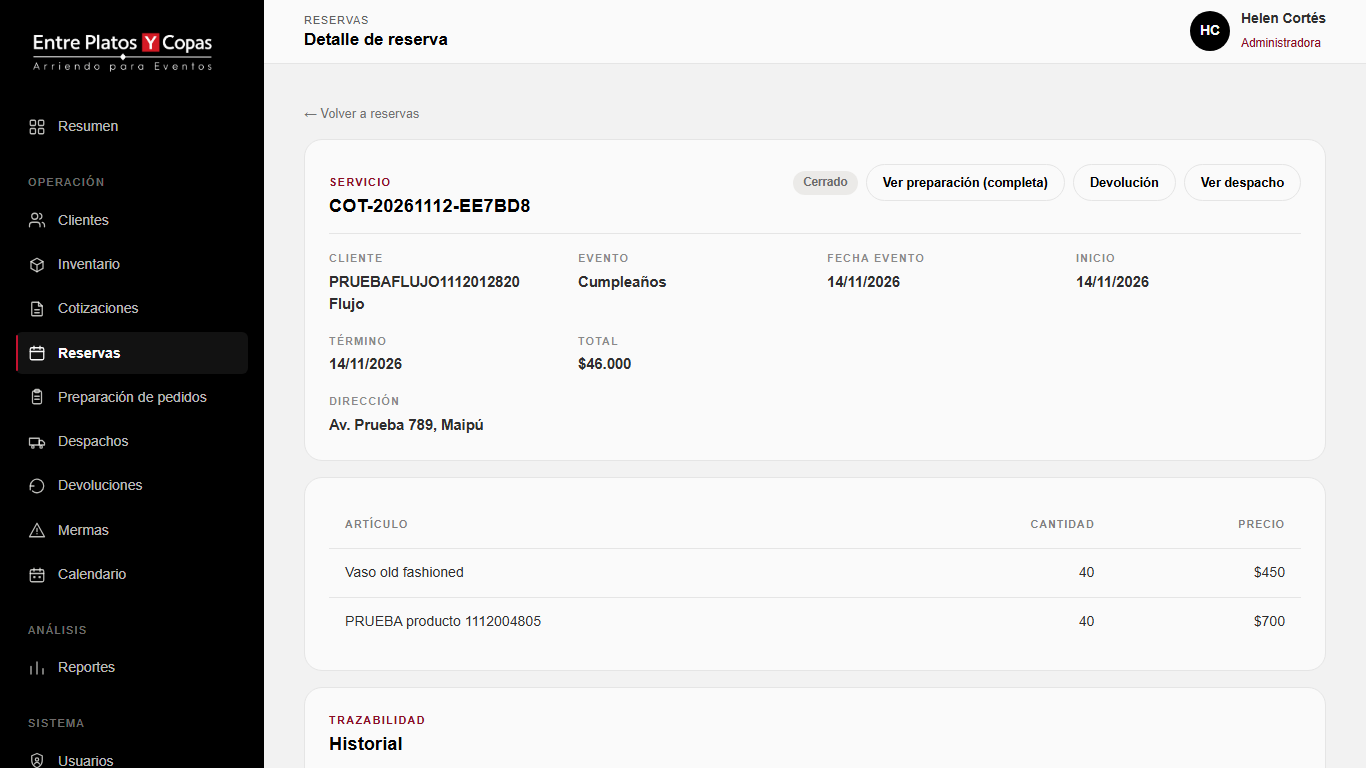 Entre Platos Y Copas
Arriendo para Eventos
Resumen
OPERACIÓN
Clientes
Inventario
Cotizaciones
Reservas
Preparación de pedidos
Despachos
Devoluciones
Mermas
Calendario
ANÁLISIS
Reportes
SISTEMA
Usuarios
RESERVAS
Detalle de reserva
HC
Helen Cortés
Administradora
← Volver a reservas
SERVICIO
COT-20261112-EE7BD8
Cerrado
Ver preparación (completa)
Devolución
Ver despacho
CLIENTE
PRUEBAFLUJO1112012820
Flujo
EVENTO
Cumpleaños
FECHA EVENTO
14/11/2026
INICIO
14/11/2026
TÉRMINO
14/11/2026
TOTAL
$46.000
DIRECCIÓN
Av. Prueba 789, Maipú
ARTÍCULO CANTIDAD PRECIO
Vaso old fashioned 40 $450
PRUEBA producto 1112004805 40 $700
TRAZABILIDAD
Historial